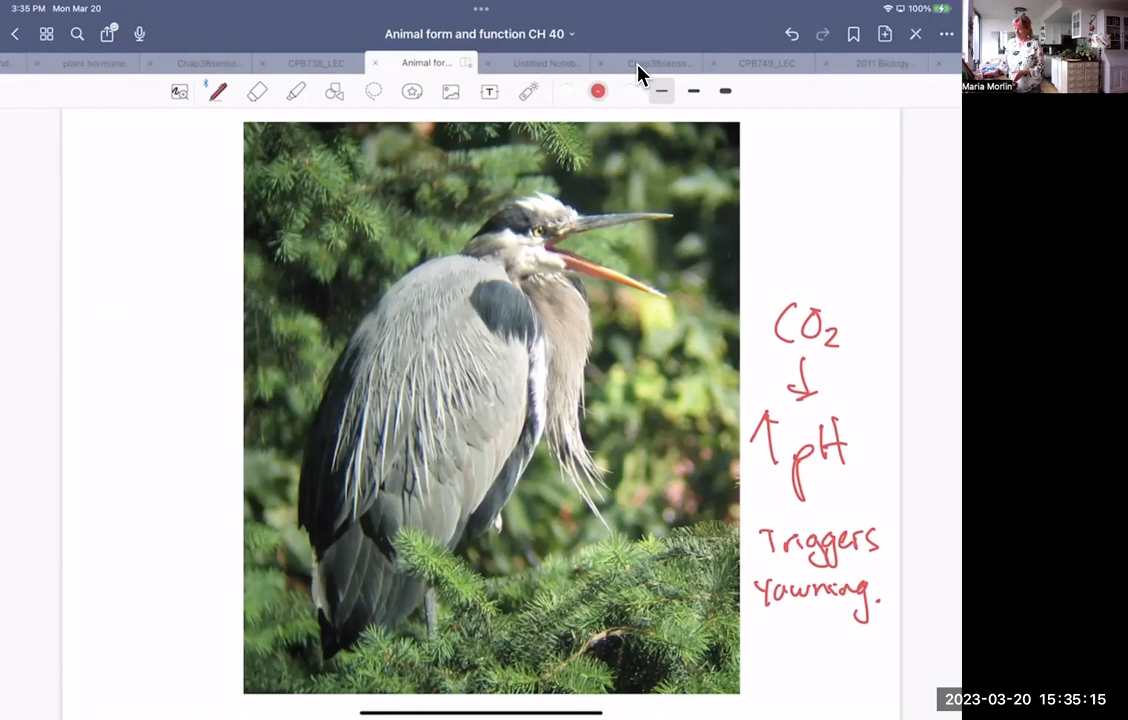 3:35 PM Mon Mar 20
100%
Animal form and function CH 40
plant hormone...
Chap38senso...
CPB738_LEC
Animal for...
Untitled Noteb...
CPB749_LEC
2011 Biology...
T
Maria Morlin
CO2
↓
↑ pH
Triggers
yawning.
2023-03-20 15:35:15